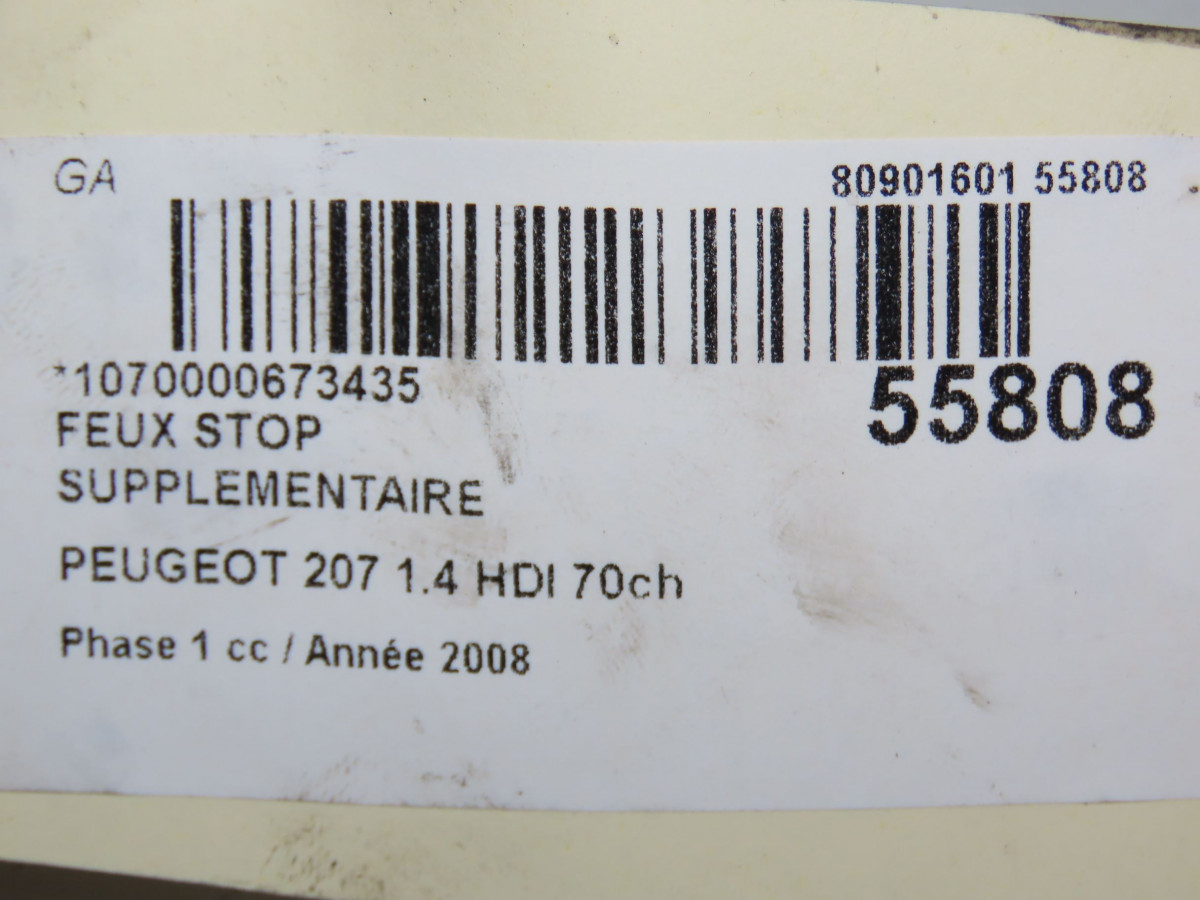 GA
80901601 55808
*1070000673435
55808
FEUX STOP
SUPPLEMENTAIRE
PEUGEOT 207 1.4 HDI 70ch
Phase 1 cc / Année 2008